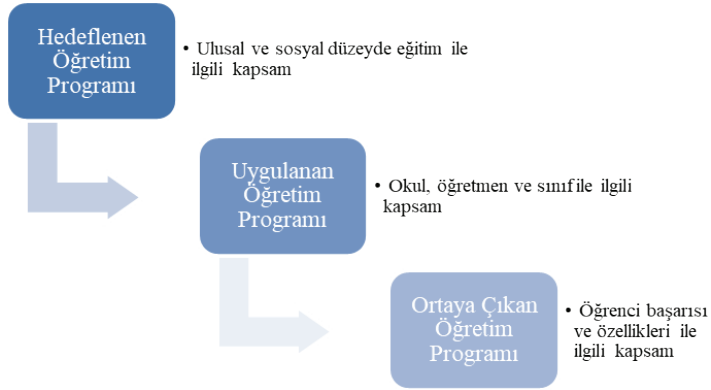 Hedeflenen
Öğretim
Programı
• Ulusal ve sosyal düzeyde eğitim ile
ilgili kapsam
Uygulanan
Öğretim
Programı
• Okul, öğretmen ve sınıf ile ilgili
kapsam
Ortaya Çıkan
Öğretim
Programı
• Öğrenci başarısı
ve özellikleri ile
ilgili kapsam